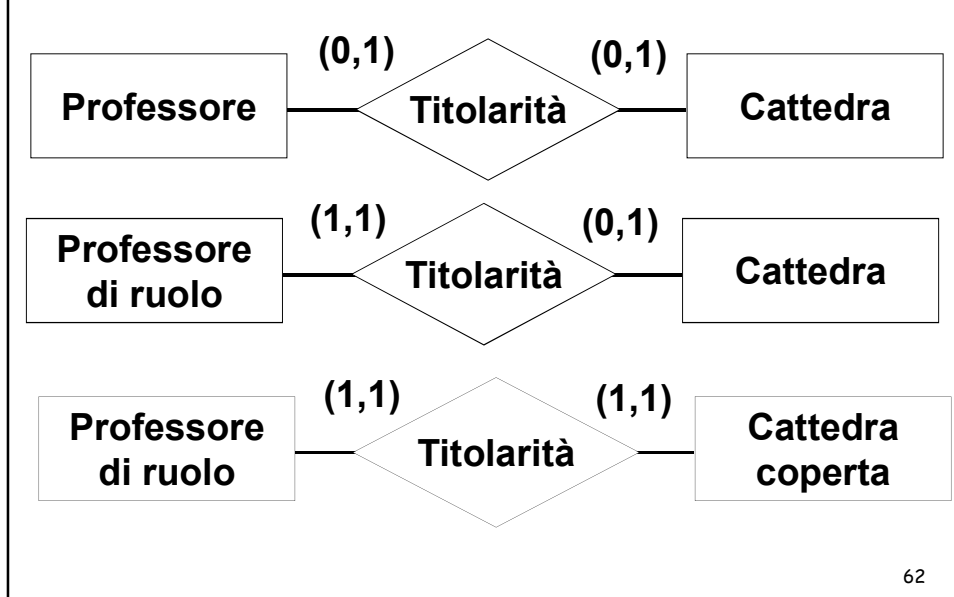 (0,1) (0,1)
Professore Titolarità Cattedra
(1,1) (0,1)
Professore
di ruolo
Titolarità
Cattedra
(1,1) (1,1)
Professore
di ruolo
Titolarità
Cattedra
coperta
62